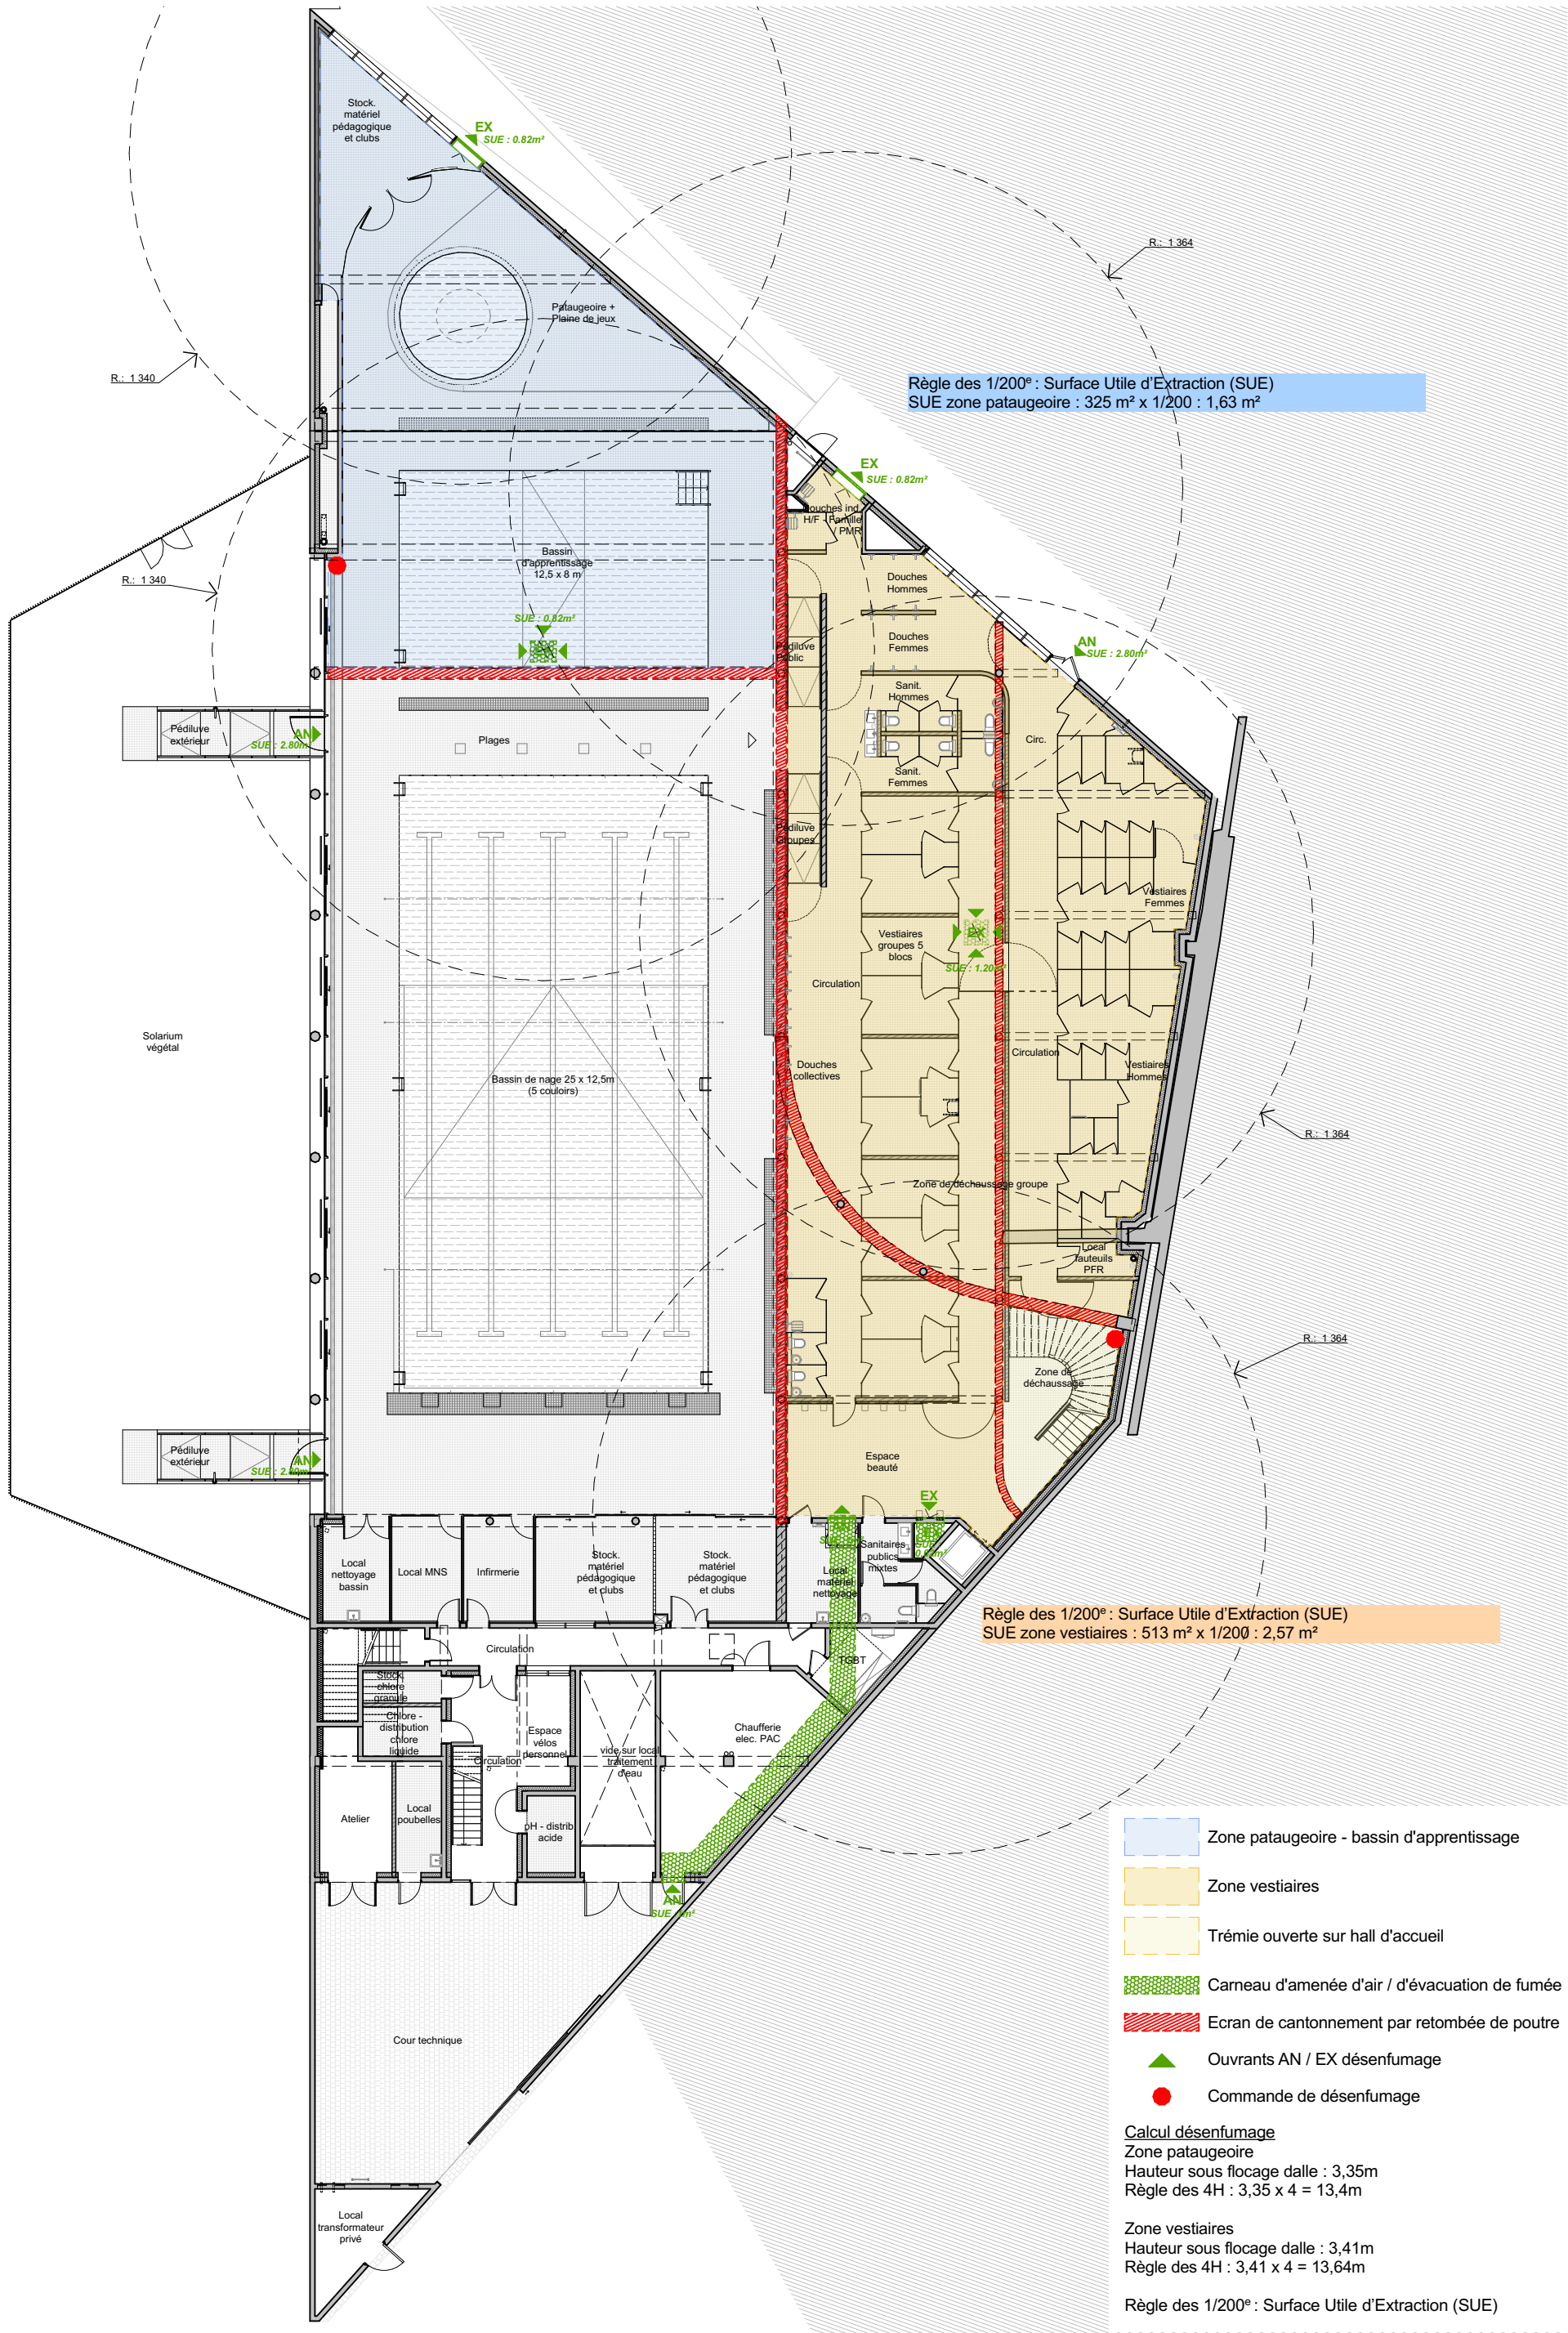 Stock.
matériel
pédagogique
et clubs
EX
SUE : 0.82m²
R.: 1 364
Pataugeoire +
Plaine de jeux
R.: 1 340
Règle des 1/200e : Surface Utile d'Extraction (SUE)
SUE zone pataugeoire : 325 m² x 1/200 : 1,63 m²
EX
SUE : 0.82m²
Douches ind.
H/F - Famille
/ PMR
Bassin
d'apprentissage
12,5 x 8 m
R.: 1 340
Douches
Hommes
SUE : 0.82m²
EX
Douches
Femmes
Pédiluve
Public
AN
SUE : 2.80m²
Sanit.
Hommes
Pédiluve
extérieur
AN
SUE : 2.80m²
Plages
Circ.
Sanit.
Femmes
Pédiluve
Groupes
Vestiaires
Femmes
Vestiaires
groupes 5
blocs
EX
SUE : 1.20m²
Circulation
Solarium
végétal
Circulation
Douches
collectives
Vestiaires
Hommes
Bassin de nage 25 x 12,5m
(5 couloirs)
R.: 1 364
Zone de déchaussage groupe
Local
fauteuils
PFR
R.: 1 364
Zone de
déchaussage
Pédiluve
extérieur
AN
SUE : 2.80m²
Espace
beauté
EX
EX
SUE :
Local
nettoyage
bassin
Local MNS
Infirmerie
Stock.
matériel
pédagogique
et clubs
Stock.
matériel
pédagogique
et clubs
Local
matériel
nettoyage
Sanitaires
publics
mixtes
Règle des 1/200e : Surface Utile d'Extraction (SUE)
SUE zone vestiaires : 513 m² x 1/200 : 2,57 m²
Circulation
TGBT
Stock.
chlore
granule
Chlore -
distribution
chlore
liquide
Circulation
Espace
vélos
personnel
vide sur local
traitement
d'eau
Chaufferie
elec. PAC
Atelier
Local
poubelles
pH - distrib.
acide
AN
SUE : 1m²
Zone pataugeoire - bassin d'apprentissage
Zone vestiaires
Trémie ouverte sur hall d'accueil
Carneau d'amenée d'air / d'évacuation de fumée
Ecran de cantonnement par retombée de poutre
Ouvrants AN / EX désenfumage
Commande de désenfumage
Cour technique
Calcul désenfumage
Zone pataugeoire
Hauteur sous flocage dalle : 3,35m
Règle des 4H : 3,35 x 4 = 13,4m
Zone vestiaires
Hauteur sous flocage dalle : 3,41m
Règle des 4H : 3,41 x 4 = 13,64m
Règle des 1/200e : Surface Utile d'Extraction (SUE)
Local
transformateur
privé